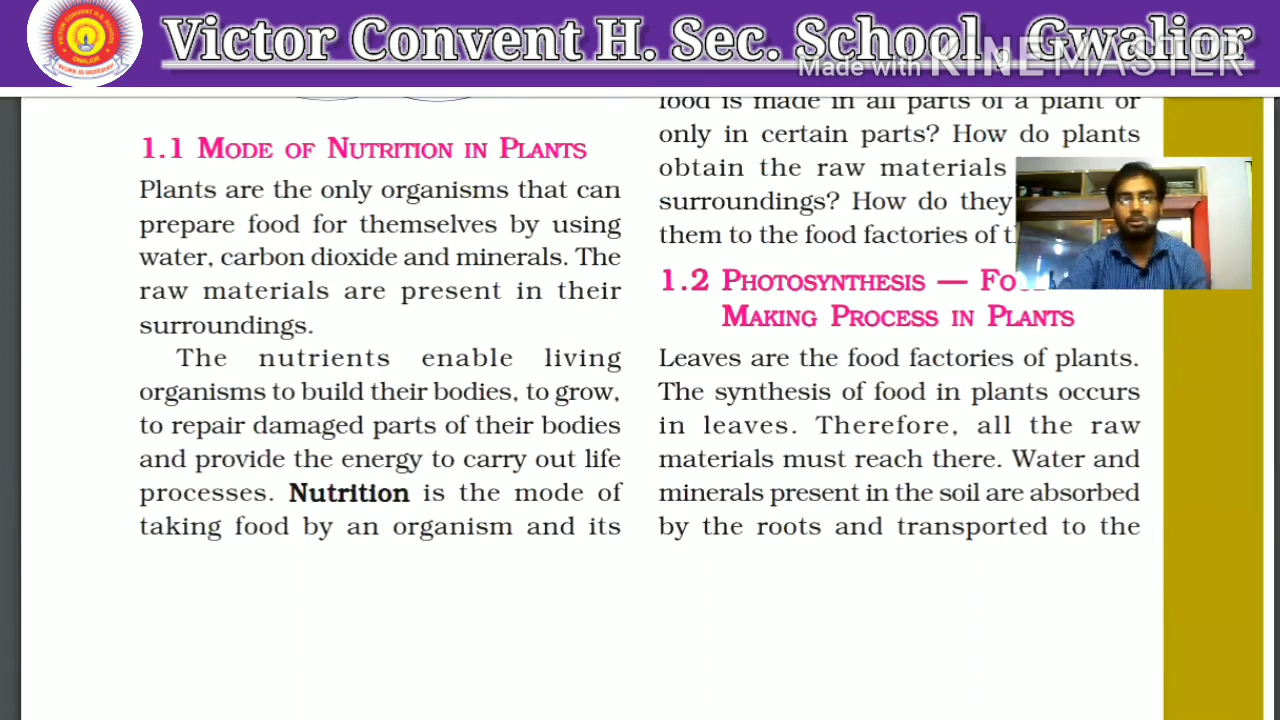 Victor Convent H. Sec. School, Gwalior
Made with KINEMASTER
1.1 MODE OF NUTRITION IN PLANTS
Plants are the only organisms that can
prepare food for themselves by using
water, carbon dioxide and minerals. The
raw materials are present in their
surroundings.
The nutrients enable living
organisms to build their bodies, to grow,
to repair damaged parts of their bodies
and provide the energy to carry out life
processes. Nutrition is the mode of
taking food by an organism and its
food is made in all parts of a plant or
only in certain parts? How do plants
obtain the raw materials
surroundings? How do they
them to the food factories of
1.2 PHOTOSYNTHESIS —
MAKING PROCESS IN PLANTS
Leaves are the food factories of plants.
The synthesis of food in plants occurs
in leaves. Therefore, all the raw
materials must reach there. Water and
minerals present in the soil are absorbed
by the roots and transported to the